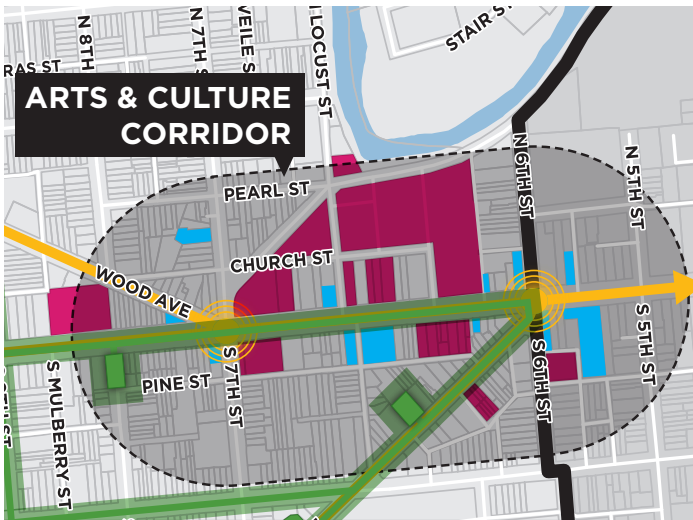 N 8TH
N 7TH S
VEILE S
LOCUST ST
STAIR S
RAS ST
ARTS & CULTURE
CORRIDOR
N 6TH ST
N 5TH ST
PEARL ST
CHURCH ST
WOOD AVE
S 7TH ST
S 6TH ST
S 5TH ST
PINE ST
S MULBERRY ST